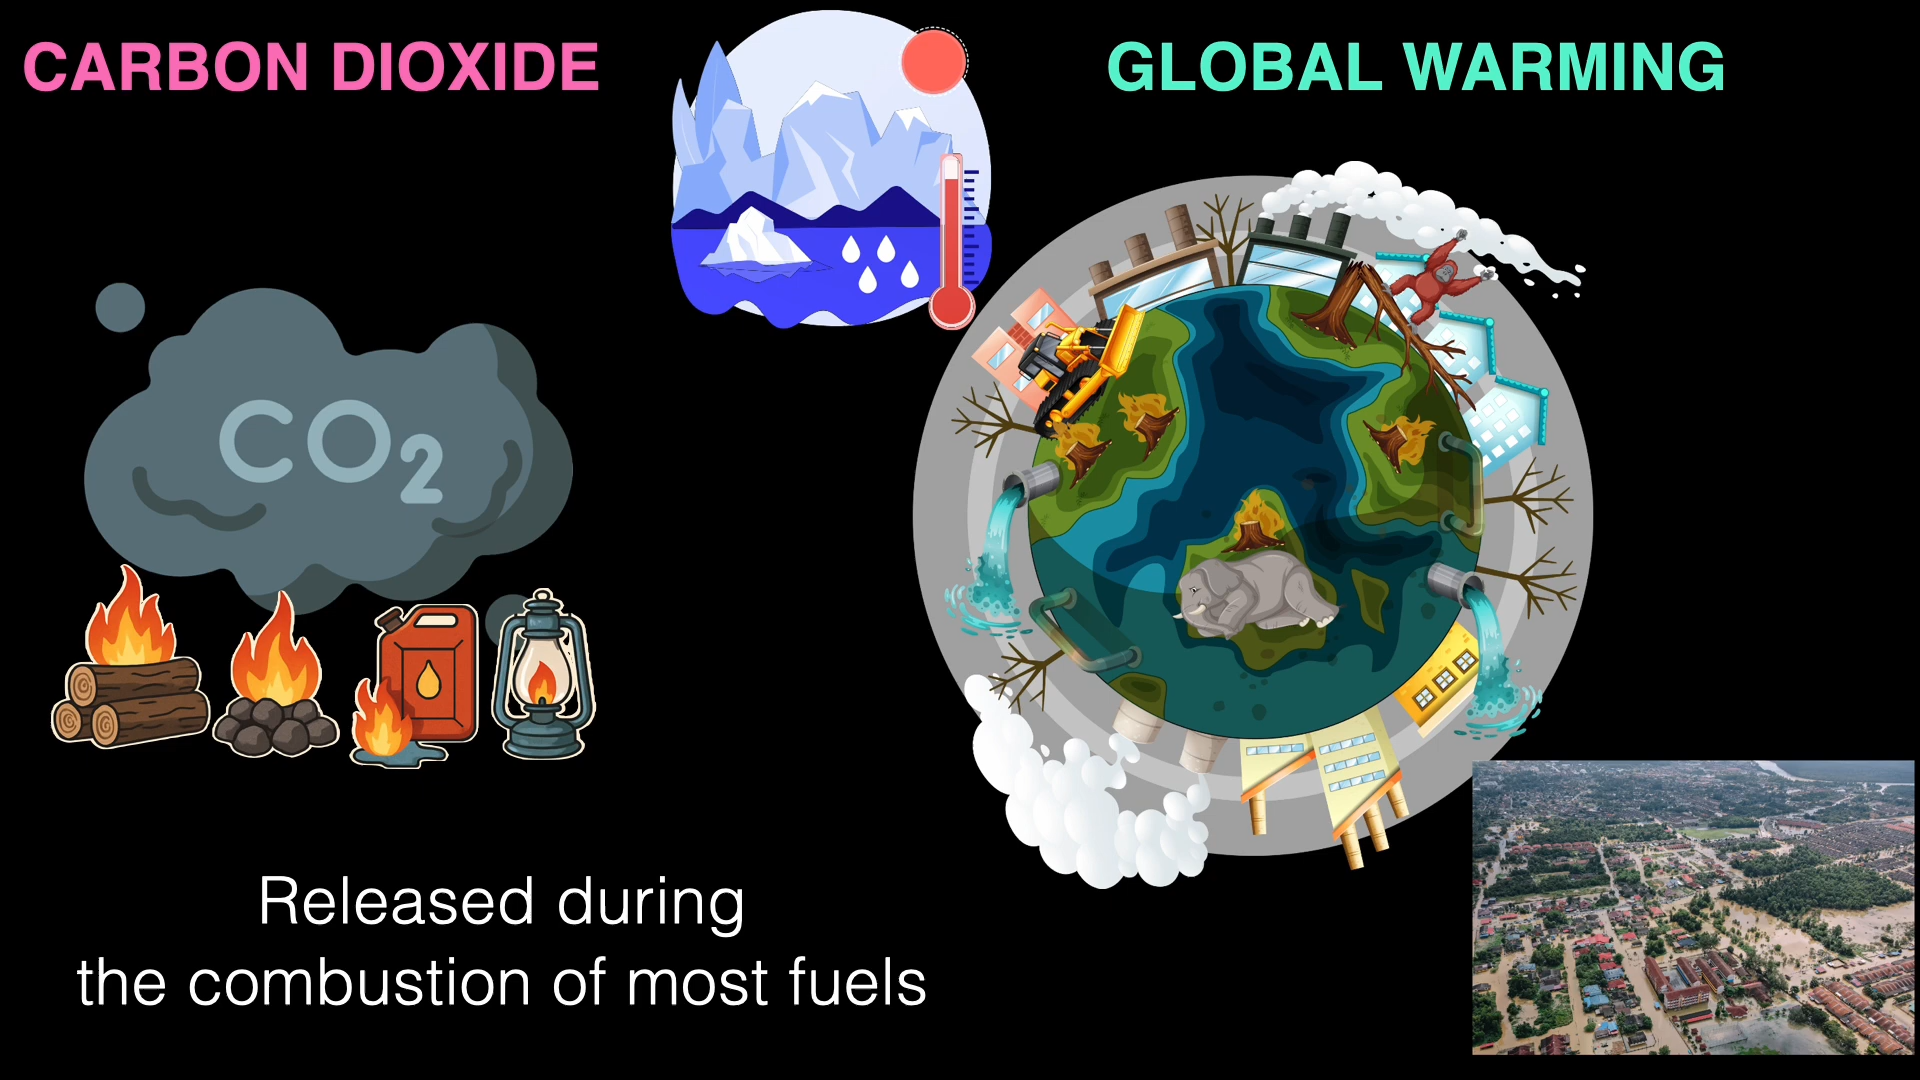 CARBON DIOXIDE
GLOBAL WARMING
CO₂
Released during
the combustion of most fuels